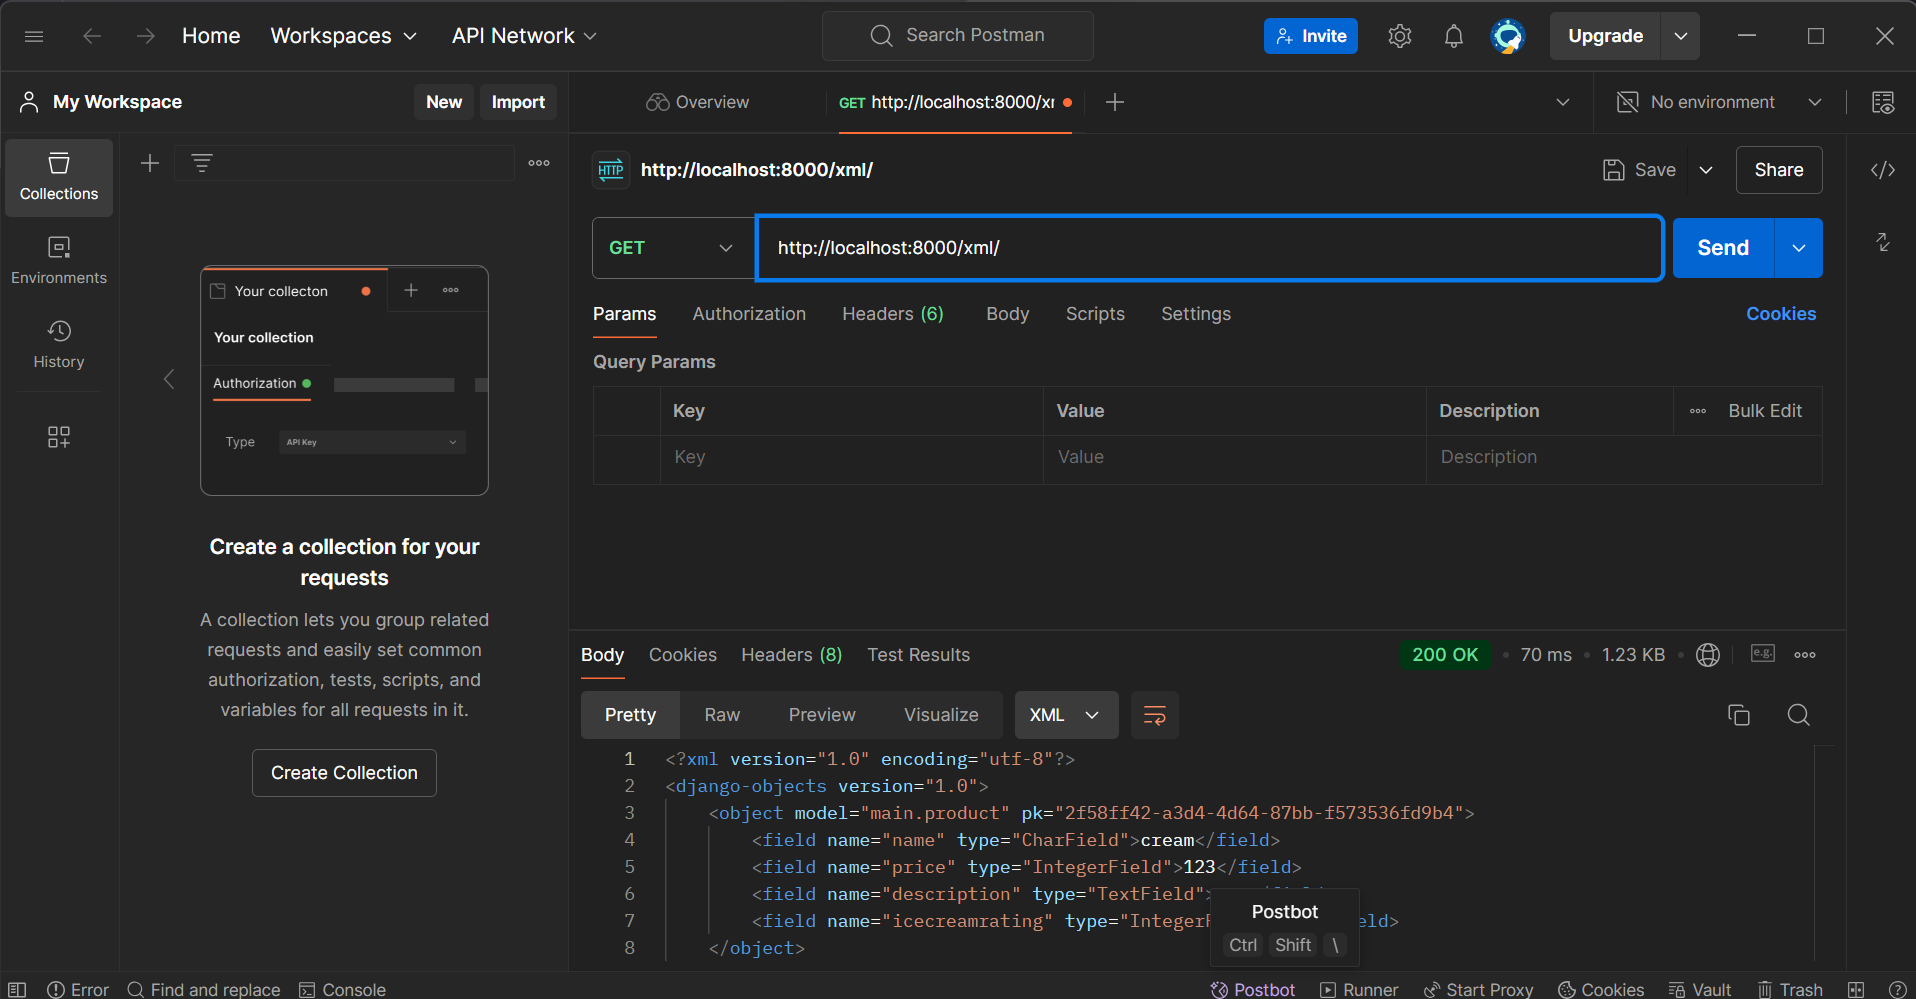 Home
Workspaces
API Network
Search Postman
Invite
Upgrade
My Workspace
New
Import
Overview
GET http://localhost:8000/xr
No environment
Collections
Environments
History
Your collecton
Your collection
Authorization
Type
API Key
Create a collection for your
requests
A collection lets you group related
requests and easily set common
authorization, tests, scripts, and
variables for all requests in it.
Create Collection
HTTP
http://localhost:8000/xml/
Save
Share
GET
http://localhost:8000/xml/
Send
Params
Authorization
Headers (6)
Body
Scripts
Settings
Cookies
Query Params
Key
Value
Description
Bulk Edit
Key
Value
Description
Body
Cookies
Headers (8)
Test Results
200 OK
70 ms
1.23 KB
e.g.
Pretty
Raw
Preview
Visualize
XML
1 <?xml version="1.0" encoding="utf-8"?>
2 <django-objects version="1.0">
3 <object model="main.product" pk="2f58ff42-a3d4-4d64-87bb-f573536fd9b4">
4 <field name="name" type="CharField">cream</field>
5 <field name="price" type="IntegerField">123</field>
6 <field name="description" type="TextField">
7 <field name="icecreamrating" type="Integer eld>
8 </object>
Postbot
Ctrl Shift \
Error
Find and replace
Console
Postbot
Runner
Start Proxy
Cookies
Vault
Trash